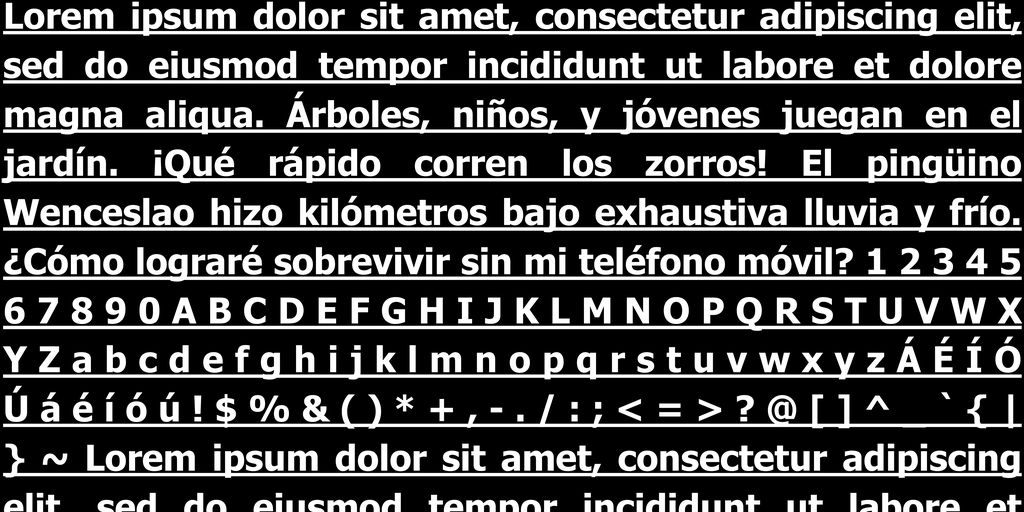 Lorem ipsum dolor sit amet, consectetur adipiscing elit,
sed do eiusmod tempor incididunt ut labore et dolore
magna aliqua. Árboles, niños, y jóvenes juegan en el
jardín. ¡Qué rápido corren los zorros! El pingüino
Wenceslao hizo kilómetros bajo exhaustiva lluvia y frío.
¿Cómo lograré sobrevivir sin mi teléfono móvil? 1 2 3 4 5
6 7 8 9 0 A B C D E F G H I J K L M N O P Q R S T U V W X
Y Z a b c d e f g h i j k l m n o p q r s t u v w x y z Á É Í Ó
Ú á é í ó ú ! $ % & ( ) * + , - . / : ; < = > ? @ [ ] ^ _ ` { |
} ~ Lorem ipsum dolor sit amet, consectetur adipiscing
elit, sed do eiusmod tempor incididunt ut labore et